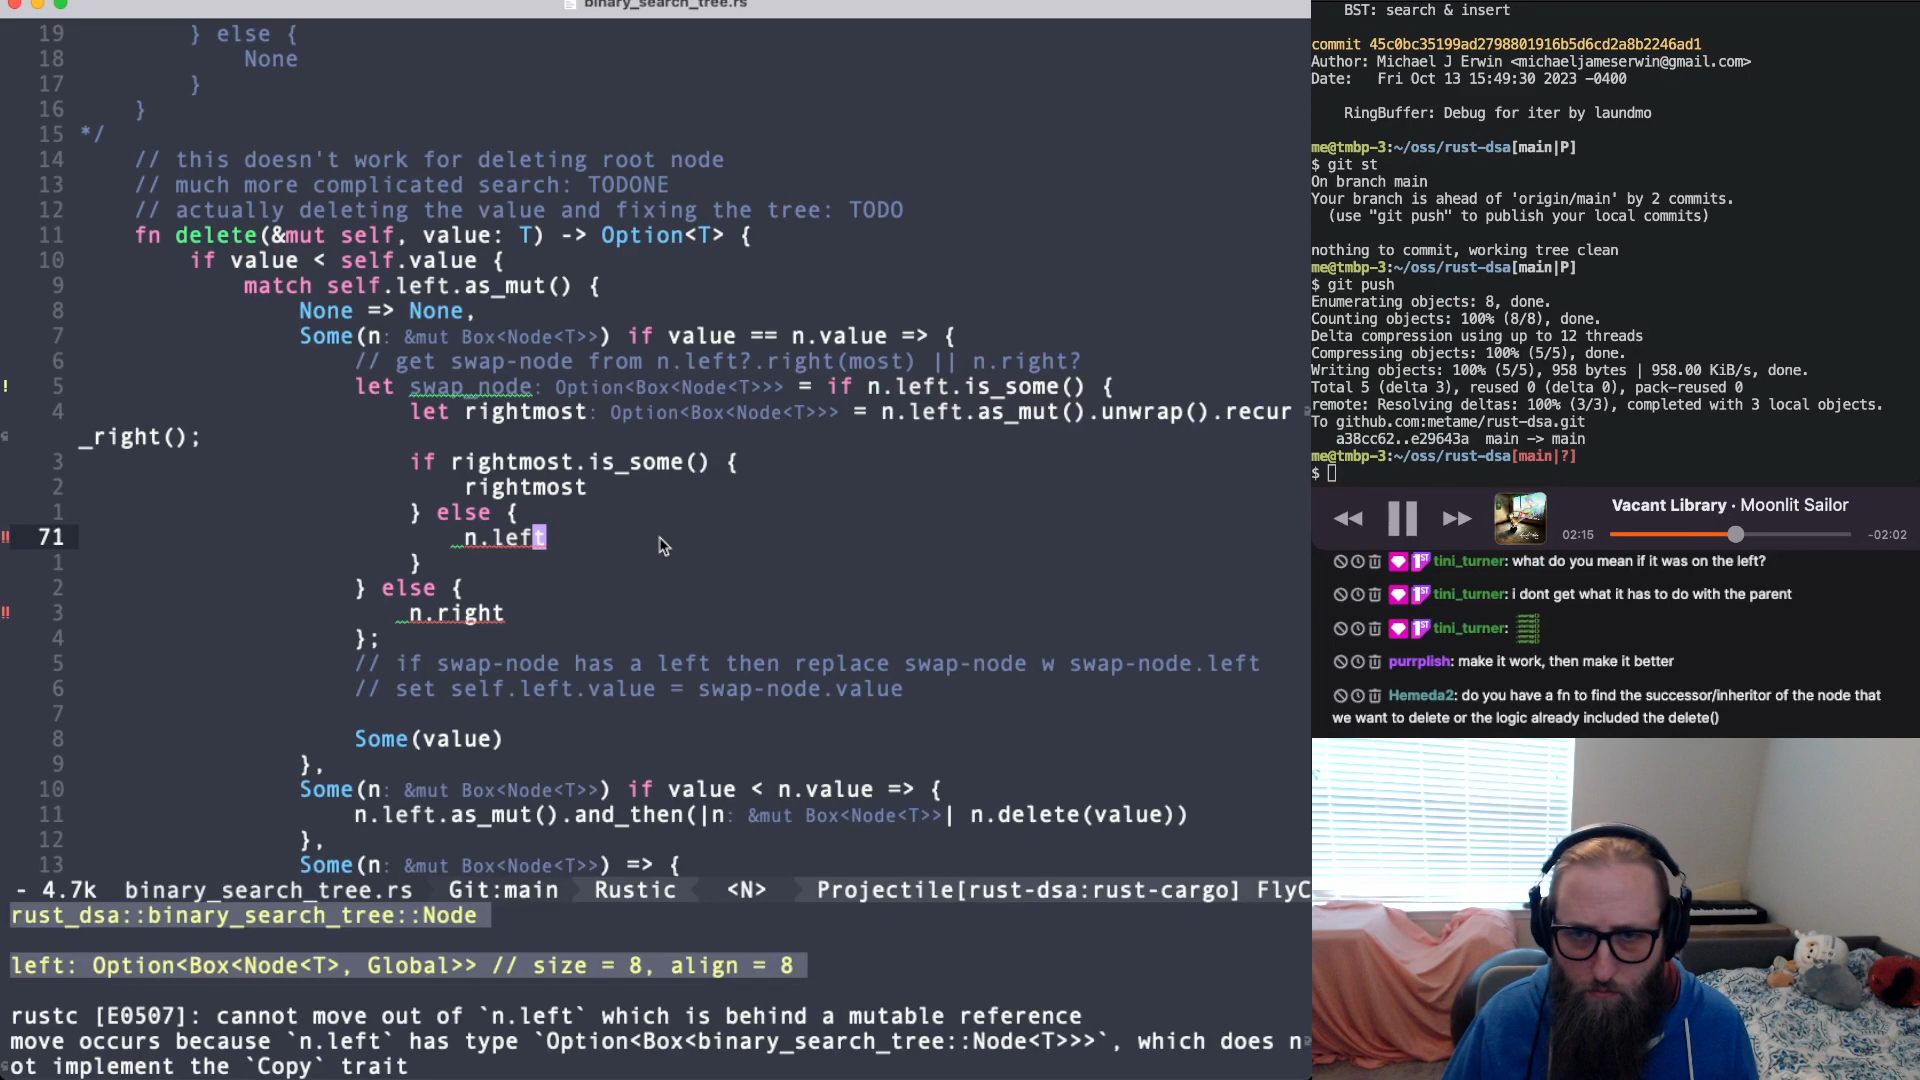 binary_search_tree.rs
19 } else {
18 None
17 }
16 }
15 */
14 // this doesn't work for deleting root node
13 // much more complicated search: TODONE
12 // actually deleting the value and fixing the tree: TODO
11 fn delete(&mut self, value: T) -> Option<T> {
10 if value < self.value {
9 match self.left.as_mut() {
8 None => None,
7 Some(n: &mut Box<Node<T>>) if value == n.value => {
6 // get swap-node from n.left?.right(most) || n.right?
! 5 let swap_node: Option<Box<Node<T>>> = if n.left.is_some() {
4 let rightmost: Option<Box<Node<T>>> = n.left.as_mut().unwrap().recur
_right();
3 if rightmost.is_some() {
2 rightmost
1 } else {
!! 71 n.left
1 }
2 } else {
!! 3 n.right
4 };
5 // if swap-node has a left then replace swap-node w swap-node.left
6 // set self.left.value = swap-node.value
7
8 Some(value)
9 },
10 Some(n: &mut Box<Node<T>>) if value < n.value => {
11 n.left.as_mut().and_then(|n: &mut Box<Node<T>>| n.delete(value))
12 },
13 Some(n: &mut Box<Node<T>>) => {
- 4.7k binary_search_tree.rs Git:main Rustic <N> Projectile[rust-dsa:rust-cargo] FlyC
rust_dsa::binary_search_tree::Node
left: Option<Box<Node<T>, Global>> // size = 8, align = 8
rustc [E0507]: cannot move out of `n.left` which is behind a mutable reference
move occurs because `n.left` has type `Option<Box<binary_search_tree::Node<T>>>`, which does n
ot implement the `Copy` trait
BST: search & insert
commit 45c0bc35199ad2798801916b5d6cd2a8b2246ad1
Author: Michael J Erwin <michaeljameserwin@gmail.com>
Date: Fri Oct 13 15:49:30 2023 -0400
RingBuffer: Debug for iter by laundmo
me@tmbp-3:~/oss/rust-dsa[main|P]
$ git st
On branch main
Your branch is ahead of 'origin/main' by 2 commits.
(use "git push" to publish your local commits)
nothing to commit, working tree clean
me@tmbp-3:~/oss/rust-dsa[main|P]
$ git push
Enumerating objects: 8, done.
Counting objects: 100% (8/8), done.
Delta compression using up to 12 threads
Compressing objects: 100% (5/5), done.
Writing objects: 100% (5/5), 958 bytes | 958.00 KiB/s, done.
Total 5 (delta 3), reused 0 (delta 0), pack-reused 0
remote: Resolving deltas: 100% (3/3), completed with 3 local objects.
To github.com:metame/rust-dsa.git
a38cc62..e29643a main -> main
me@tmbp-3:~/oss/rust-dsa[main|?]
$
Vacant Library · Moonlit Sailor
02:15 -02:02
1ST tini_turner: what do you mean if it was on the left?
1ST tini_turner: i dont get what it has to do with the parent
1ST tini_turner:
purrplish: make it work, then make it better
Hemeda2: do you have a fn to find the successor/inheritor of the node that
we want to delete or the logic already included the delete()